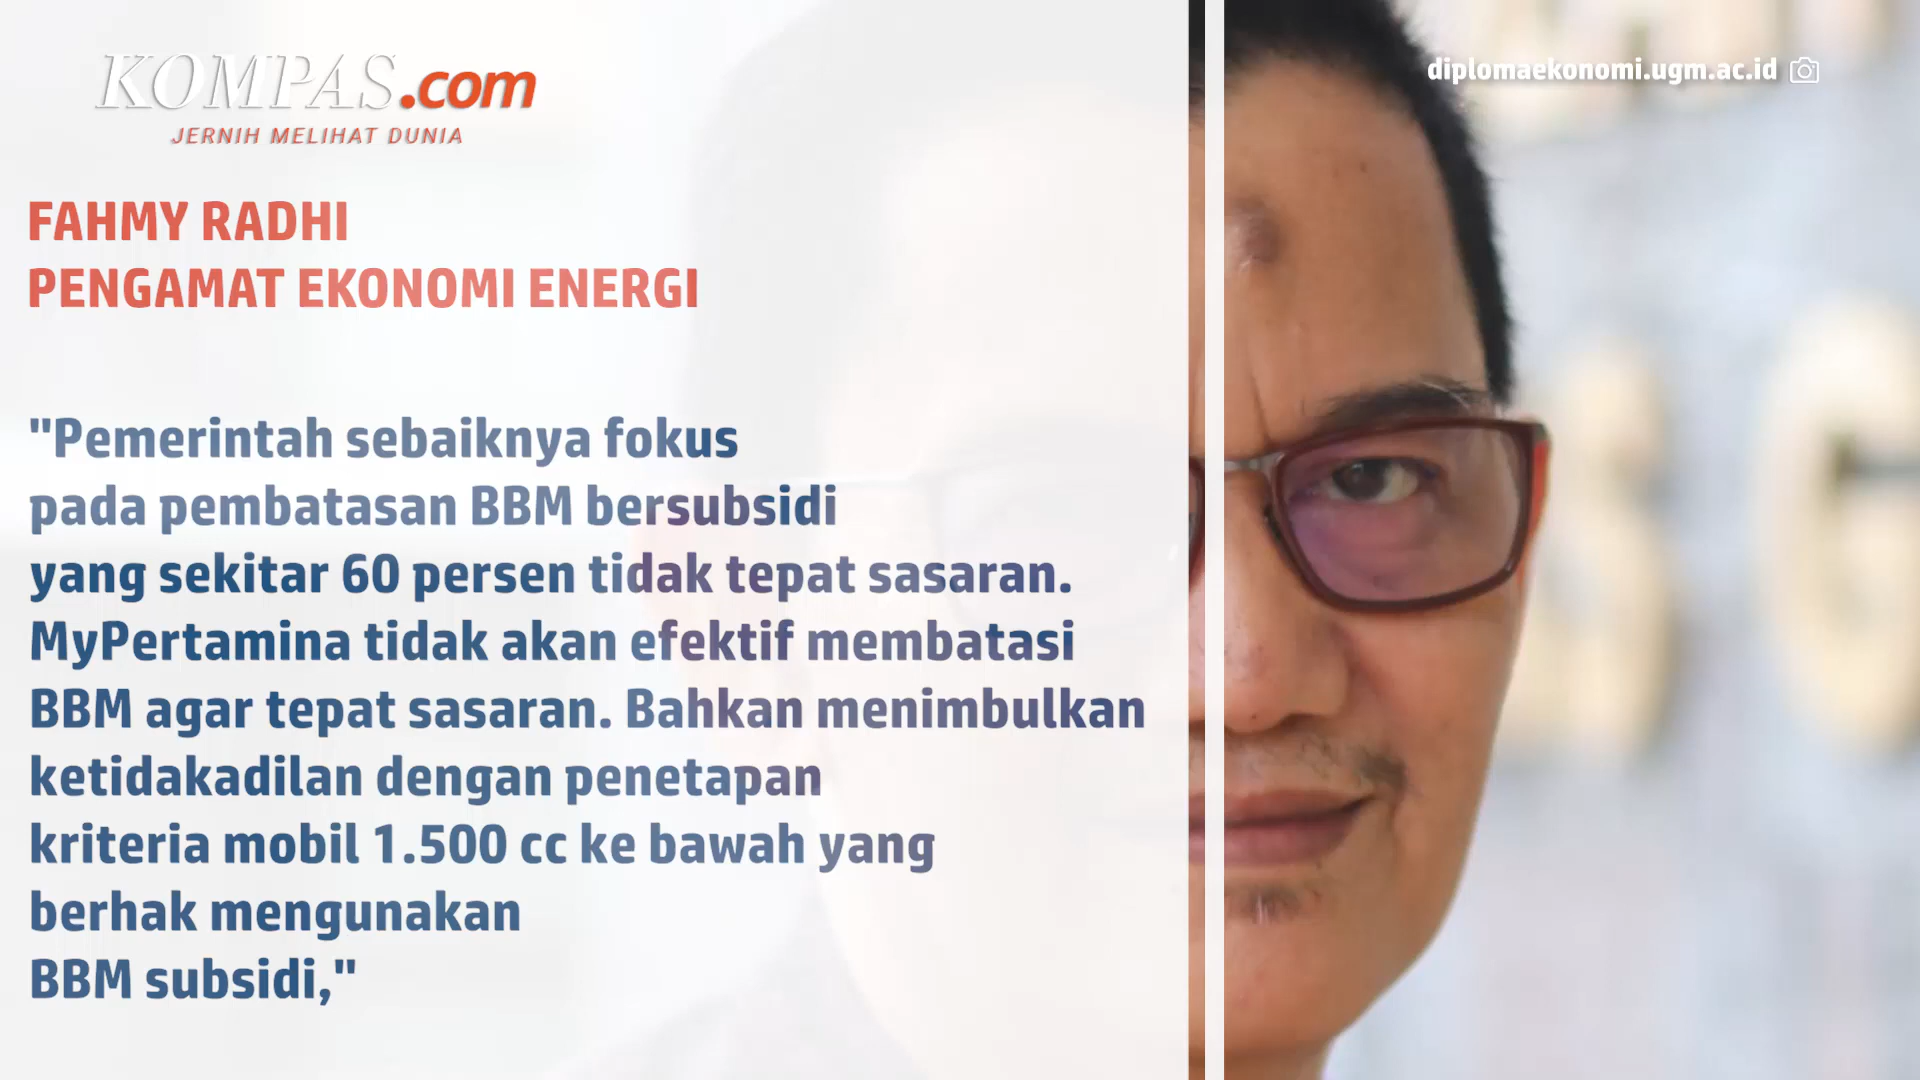 KOMPAS.com
JERNIH MELIHAT DUNIA
diplomaekonomi.ugm.ac.id
FAHMY RADHI
PENGAMAT EKONOMI ENERGI
"Pemerintah sebaiknya fokus
pada pembatasan BBM bersubsidi
yang sekitar 60 persen tidak tepat sasaran.
MyPertamina tidak akan efektif membatasi
BBM agar tepat sasaran. Bahkan menimbulkan
ketidakadilan dengan penetapan
kriteria mobil 1.500 cc ke bawah yang
berhak mengunakan
BBM subsidi,"